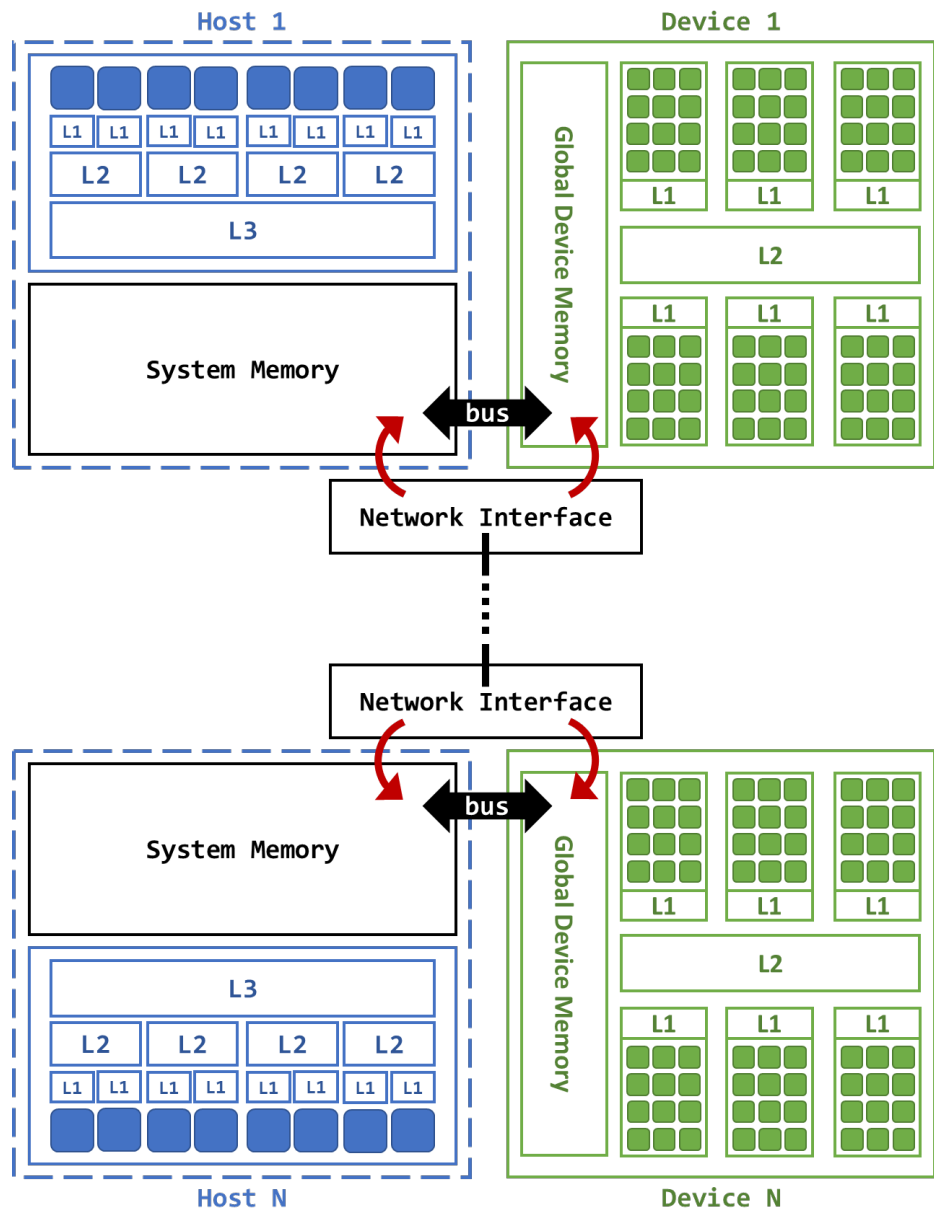 Host 1
Device 1
L1 L1 L1 L1 L1 L1 L1 L1
L2 L2 L2 L2
L3
System Memory
bus
Global Device Memory
L1 L1 L1
L2
L1 L1 L1
Network Interface
Network Interface
System Memory
bus
L3
L2 L2 L2 L2
L1 L1 L1 L1 L1 L1 L1 L1
Global Device Memory
L1 L1 L1
L2
L1 L1 L1
Host N
Device N